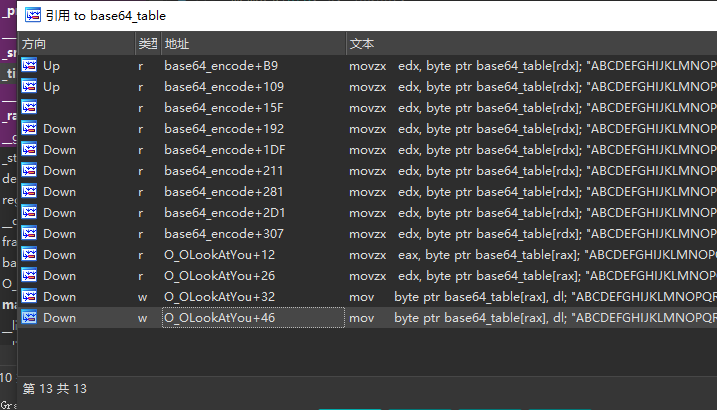 引用 to base64_table
方向 类型 地址 文本
Up r base64_encode+B9 movzx edx, byte ptr base64_table[rdx]; "ABCDEFGHIJKLMNOP
Up r base64_encode+109 movzx edx, byte ptr base64_table[rdx]; "ABCDEFGHIJKLMNOP
r base64_encode+15F movzx edx, byte ptr base64_table[rdx]; "ABCDEFGHIJKLMNOP
Down r base64_encode+192 movzx edx, byte ptr base64_table[rdx]; "ABCDEFGHIJKLMNOP
Down r base64_encode+1DF movzx edx, byte ptr base64_table[rdx]; "ABCDEFGHIJKLMNOP
Down r base64_encode+211 movzx edx, byte ptr base64_table[rdx]; "ABCDEFGHIJKLMNOP
Down r base64_encode+281 movzx edx, byte ptr base64_table[rdx]; "ABCDEFGHIJKLMNOP
Down r base64_encode+2D1 movzx edx, byte ptr base64_table[rdx]; "ABCDEFGHIJKLMNOP
Down r base64_encode+307 movzx edx, byte ptr base64_table[rdx]; "ABCDEFGHIJKLMNOP
Down r O_OLookAtYou+12 movzx eax, byte ptr base64_table[rax]; "ABCDEFGHIJKLMNOP
Down r O_OLookAtYou+26 movzx edx, byte ptr base64_table[rax]; "ABCDEFGHIJKLMNOP
Down w O_OLookAtYou+32 mov byte ptr base64_table[rax], dl; "ABCDEFGHIJKLMNOPQR
Down w O_OLookAtYou+46 mov byte ptr base64_table[rax], dl; "ABCDEFGHIJKLMNOPQR
第 13 共 13
10